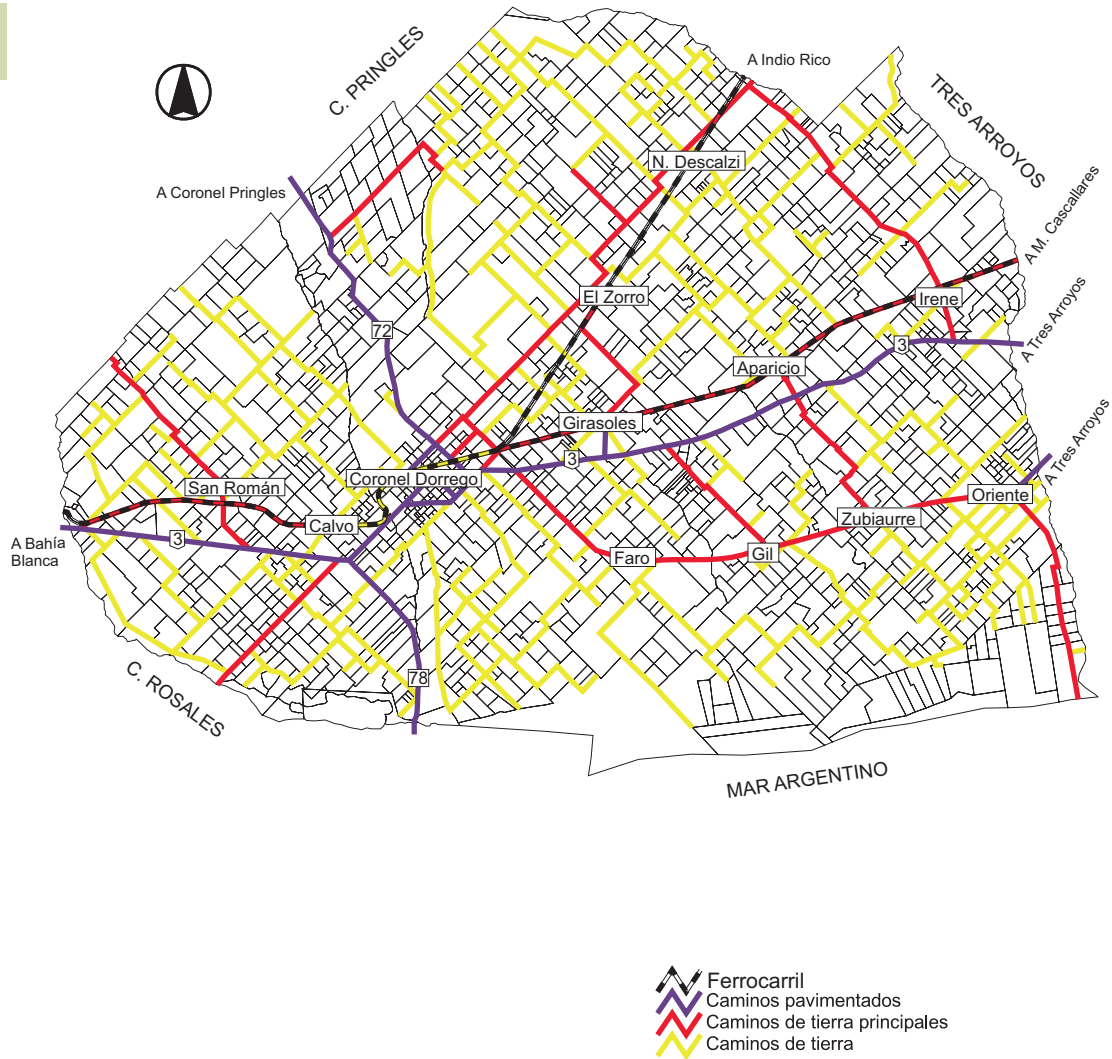 A Indio Rico
C. PRINGLES
TRES ARROYOS
N. Descalzi
A Coronel Pringles
A M. Cascallares
El Zorro
Irene
72
A Tres Arroyos
3
Aparicio
Girasoles
3
Coronel Dorrego
A Tres Arroyos
San Román
Oriente
Calvo
Zubiaurre
3
A Bahía
Blanca
Faro
Gil
C. ROSALES
78
MAR ARGENTINO
Ferrocarril
Caminos pavimentados
Caminos de tierra principales
Caminos de tierra